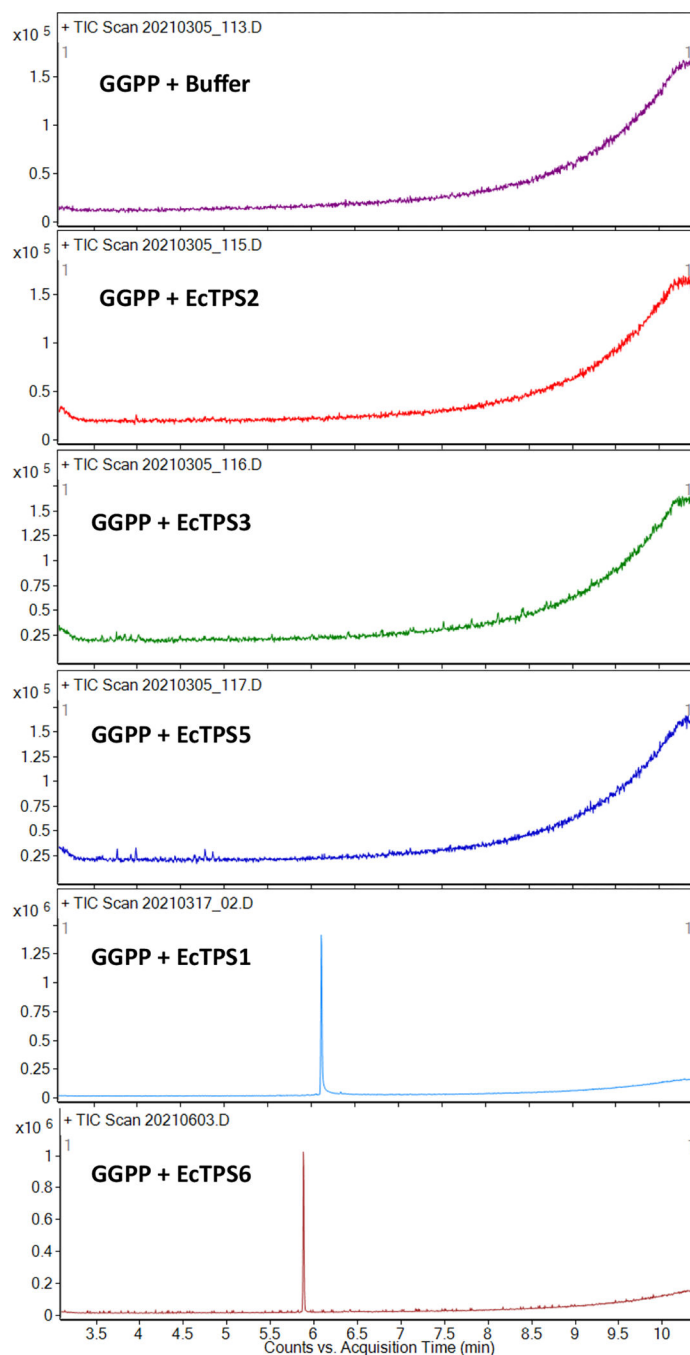 + TIC Scan 20210305_113.D
x10 5
1 1
GGPP + Buffer
1.5
1
0.5
0
+ TIC Scan 20210305_115.D
x10 5
1 1
GGPP + EcTPS2
1.5
1
0.5
0
+ TIC Scan 20210305_116.D
x10 5
1 1
GGPP + EcTPS3
1.5
1.25
1
0.75
0.5
0.25
+ TIC Scan 20210305_117.D
x10 5
1 1
GGPP + EcTPS5
1.5
1.25
1
0.75
0.5
0.25
+ TIC Scan 20210317_02.D
x10 6
1 1
GGPP + EcTPS1
1.25
1
0.75
0.5
0.25
0
+ TIC Scan 20210603.D
x10 6
1 1
GGPP + EcTPS6
1
0.8
0.6
0.4
0.2
0
3.5 4 4.5 5 5.5 6 6.5 7 7.5 8 8.5 9 9.5 10
Counts vs. Acquisition Time (min)